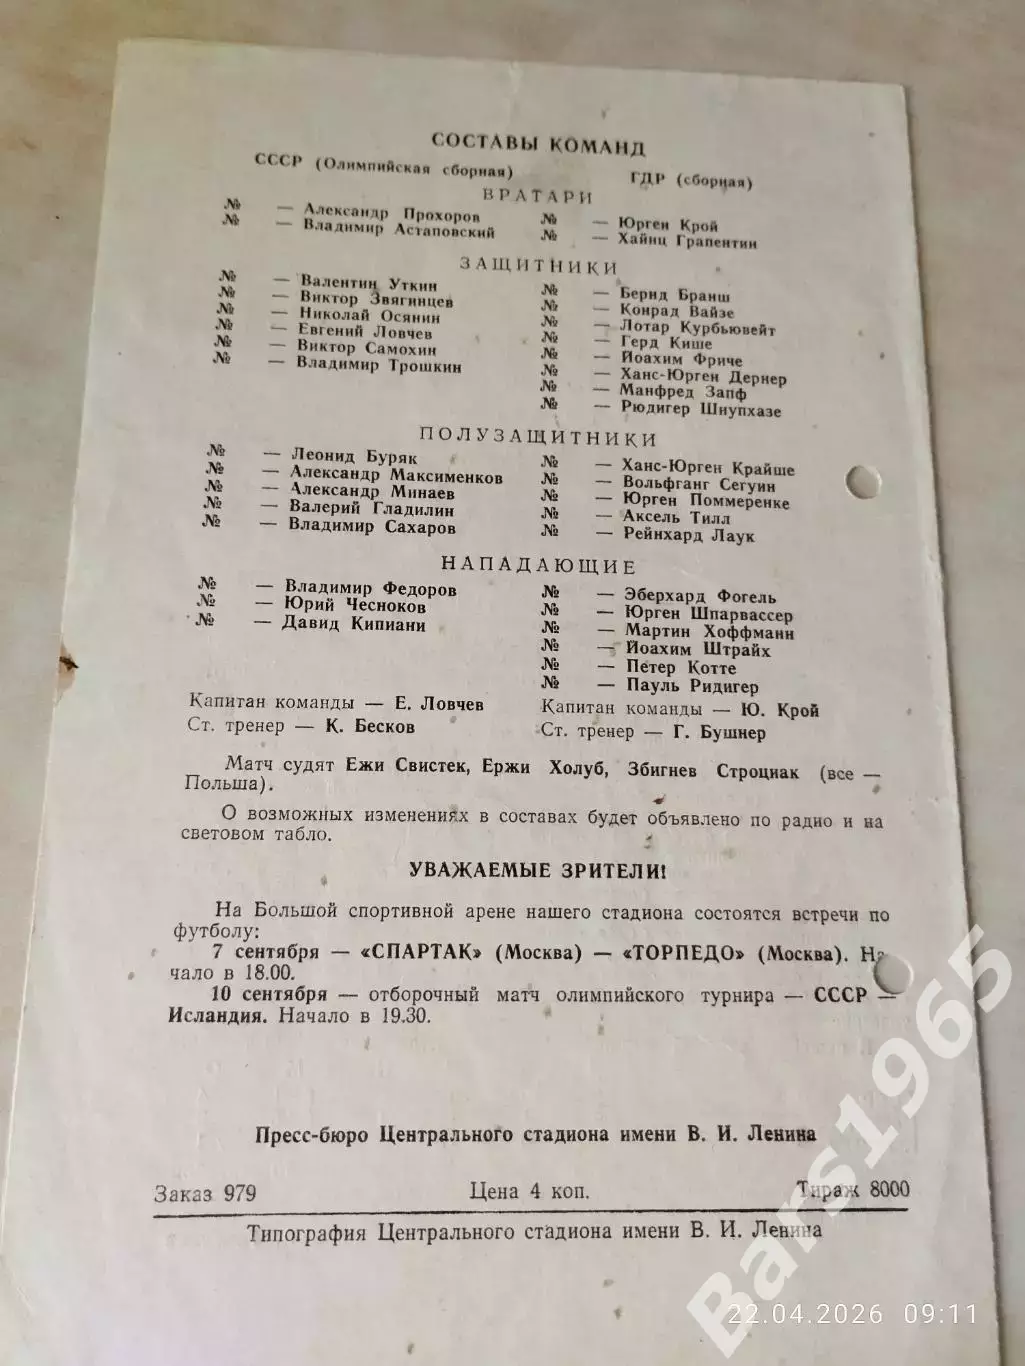 СОСТАВЫ КОМАНД
СССР (Олимпийская сборная) ГДР (сборная)
ВРАТАРИ
№ — Александр Прохоров № — Юрген Крой
№ — Владимир Астаповский № — Хайнц Грапентин
ЗАЩИТНИКИ
№ — Валентин Уткин № — Бернд Бранш
№ — Виктор Звягинцев № — Конрад Вайзе
№ — Николай Осянин № — Лотар Курбьювейт
№ — Евгений Ловчев № — Герд Кише
№ — Виктор Самохин № — Йоахим Фриче
№ — Владимир Трошкин № — Ханс-Юрген Дернер
№ — Манфред Запф
№ — Рюдигер Шнупхазе
ПОЛУЗАЩИТНИКИ
№ — Леонид Буряк № — Ханс-Юрген Крайше
№ — Александр Максименков № — Вольфганг Сегуин
№ — Александр Минаев № — Юрген Поммеренке
№ — Валерий Гладилин № — Аксель Тилл
№ — Владимир Сахаров № — Рейнхард Лаук
НАПАДАЮЩИЕ
№ — Владимир Федоров № — Эберхард Фогель
№ — Юрий Чесноков № — Юрген Шпарвассер
№ — Давид Кипиани № — Мартин Хоффманн
№ — Йоахим Штрайх
№ — Петер Котте
№ — Пауль Ридигер
Капитан команды — Е. Ловчев Капитан команды — Ю. Крой
Ст. тренер — К. Бесков Ст. тренер — Г. Бушнер
Матч судят Ежи Свистек, Ержи Холуб, Збигнев Строциак (все —
Польша).
О возможных изменениях в составах будет объявлено по радио и на
световом табло.
УВАЖАЕМЫЕ ЗРИТЕЛИ!
На Большой спортивной арене нашего стадиона состоятся встречи по
футболу:
7 сентября — «СПАРТАК» (Москва) — «ТОРПЕДО» (Москва). На
чало в 18.00.
10 сентября — отборочный матч олимпийского турнира — СССР —
Исландия. Начало в 19.30.
Пресс-бюро Центрального стадиона имени В. И. Ленина
Заказ 979 Цена 4 коп. Тираж 8000
Типография Центрального стадиона имени В. И. Ленина
Bars1965
22.04.2026 09:11